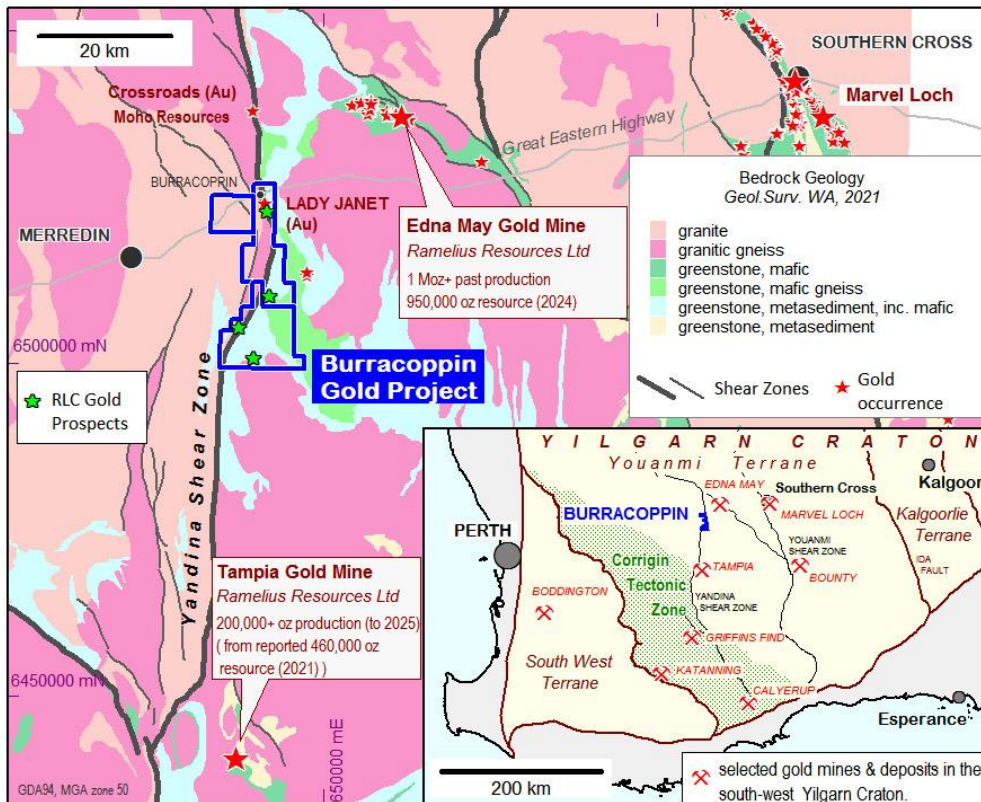 20 km
SOUTHERN CROSS
Crossroads (Au)
Moho Resources
Marvel Loch
Great Eastern Highway
BURRACOPPIN
LADY JANET
(Au)
MERREDIN
Edna May Gold Mine
Ramelius Resources Ltd
1 Moz+ past production
950,000 oz resource (2024)
Bedrock Geology
Geol.Surv. WA, 2021
granite
granitic gneiss
greenstone, mafic
greenstone, mafic gneiss
greenstone, metasediment, inc. mafic
greenstone, metasediment
Shear Zones
Gold
occurrence
6500000 mN
RLC Gold
Prospects
Burracoppin
Gold Project
Yandina Shear Zone
Tampia Gold Mine
Ramelius Resources Ltd
200,000+ oz production (to 2025)
( from reported 460,000 oz
resource (2021) )
6450000 mN
650000 mE
GDA94, MGA zone 50
YILGARN CRATON
Youanmi Terrane
EDNA MAY
Southern Cross
Kalgoor
BURRACOPPIN
MARVEL LOCH
Kalgoorlie
Terrane
PERTH
YOUANMI
SHEAR ZONE
Corrigin
Tectonic
Zone
TAMPIA
BOUNTY
IDA
FAULT
BODDINGTON
YANDINA
SHEAR ZONE
GRIFFINS FIND
South West
Terrane
KATANNING
CALYERUP
Esperance
200 km
selected gold mines & deposits in the
south-west Yilgarn Craton.